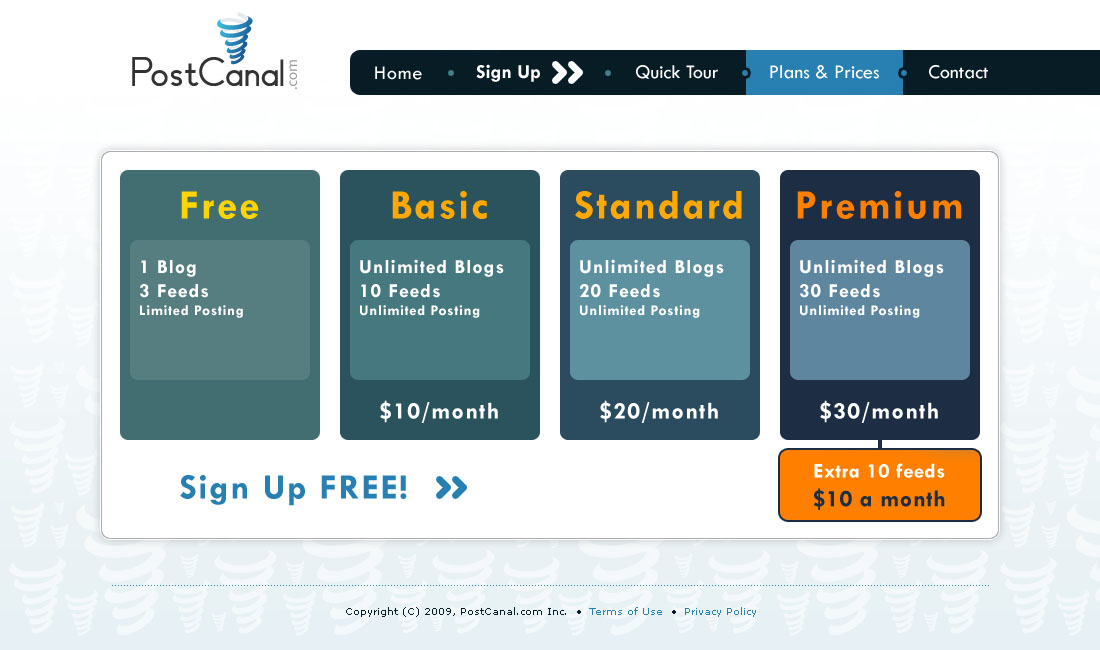 PostCanal.com
Home • Sign Up • Quick Tour • Plans & Prices • Contact
Free
1 Blog
3 Feeds
Limited Posting
Basic
Unlimited Blogs
10 Feeds
Unlimited Posting
$10/month
Standard
Unlimited Blogs
20 Feeds
Unlimited Posting
$20/month
Premium
Unlimited Blogs
30 Feeds
Unlimited Posting
$30/month
Extra 10 feeds
$10 a month
Sign Up FREE!
Copyright (C) 2009, PostCanal.com Inc. • Terms of Use • Privacy Policy